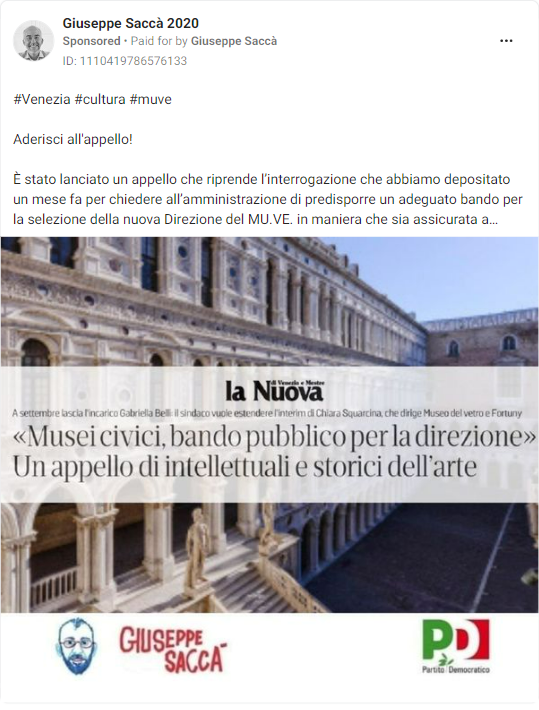 Giuseppe Saccà 2020
Sponsored • Paid for by Giuseppe Saccà
ID: 1110419786576133
#Venezia #cultura #muve
Aderisci all'appello!
È stato lanciato un appello che riprende l'interrogazione che abbiamo depositato
un mese fa per chiedere all'amministrazione di predisporre un adeguato bando per
la selezione della nuova Direzione del MU.VE. in maniera che sia assicurata a...
la Nuova
di Venezia e Mestre
A settembre lascia l'incarico Gabriella Belli: il sindaco vuole estendere l'interim di Chiara Squarcina, che dirige Museo del vetro e Fortuny
«Musei civici, bando pubblico per la direzione»
Un appello di intellettuali e storici dell'arte
GIUSEPPE
SACCÀ
PD
Partito Democratico